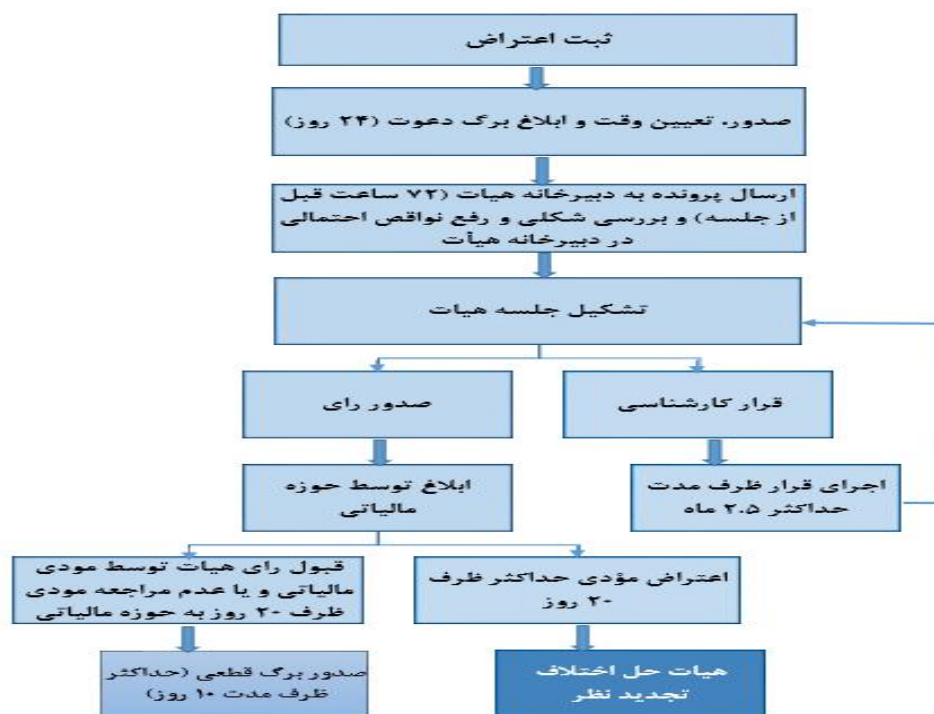 ثبت اعتراض
صدور، تعیین وقت و ابلاغ برگ دعوت (۲۴ روز)
ارسال پرونده به دبیرخانه هیات (۷۲ ساعت قبل
از جلسه) و بررسی شکلی و رفع نواقص احتمالی
در دبیرخانه هیأت
تشکیل جلسه هیات
قرار کارشناسی
صدور رای
اجرای قرار ظرف مدت
حداکثر ۲.۵ ماه
ابلاغ توسط حوزه
مالیاتی
اعتراض مؤدی حداکثر ظرف
۲۰ روز
قبول رای هیات توسط مودی
مالیاتی و یا عدم مراجعه مودی
ظرف ۲۰ روز به حوزه مالیاتی
هیات حل اختلاف
تجدید نظر
صدور برگ قطعی (حداکثر
ظرف مدت ۱۰ روز)